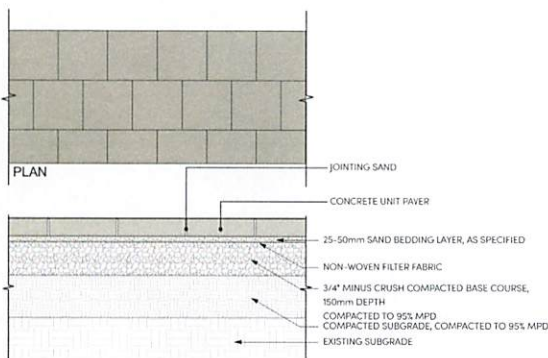 PLAN
JOINTING SAND
CONCRETE UNIT PAVER
25-50mm SAND BEDDING LAYER, AS SPECIFIED
NON-WOVEN FILTER FABRIC
3/4" MINUS CRUSH COMPACTED BASE COURSE,
150mm DEPTH
COMPACTED TO 95% MPD
COMPACTED SUBGRADE, COMPACTED TO 95% MPD
EXISTING SUBGRADE